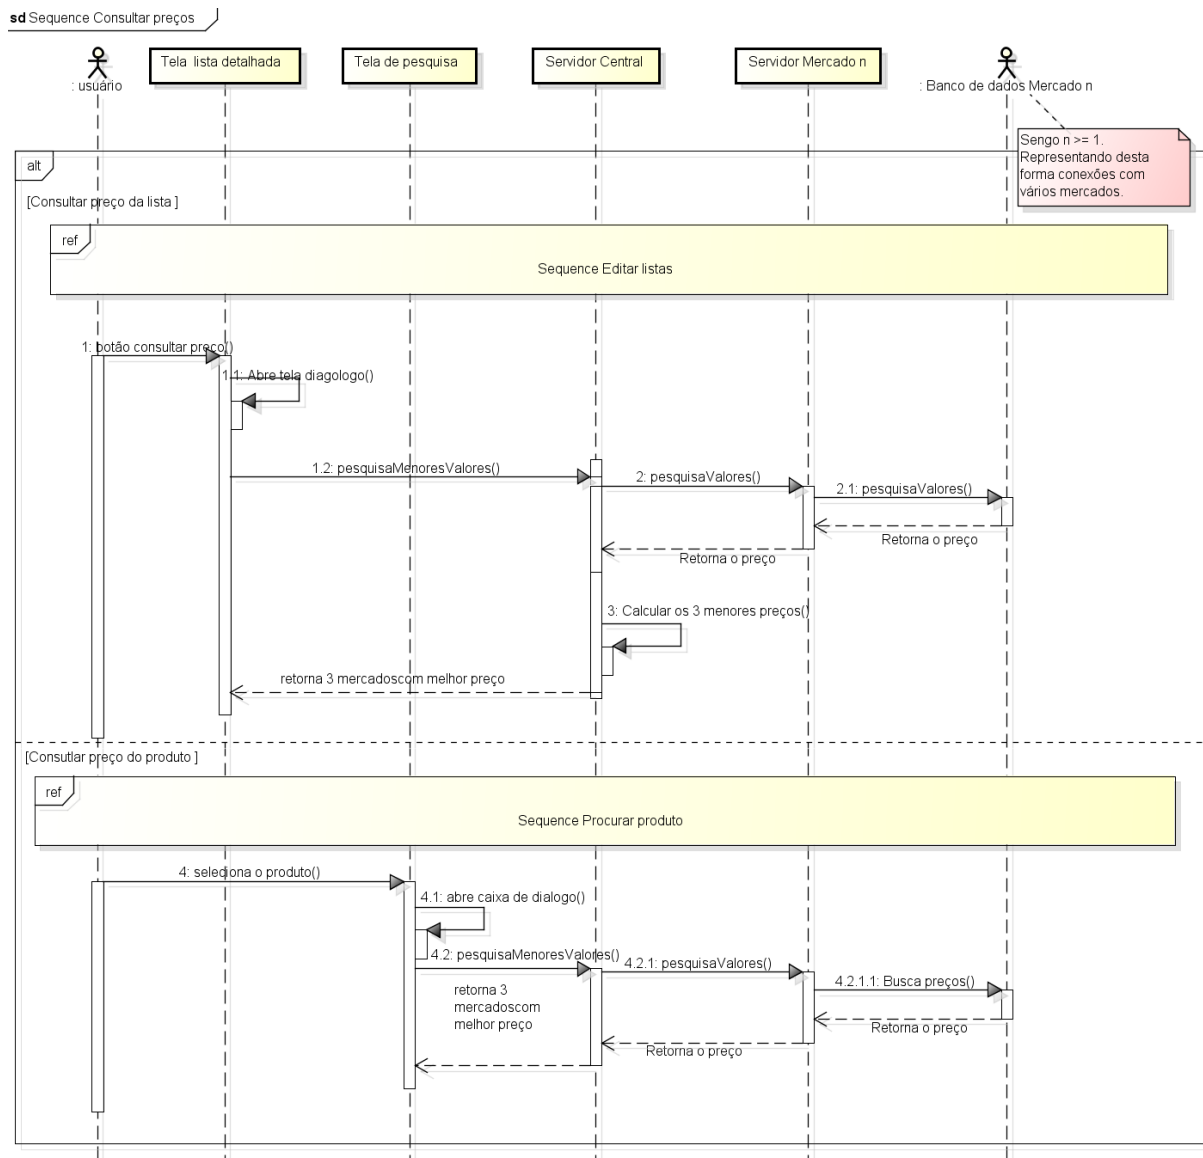 sd Sequence Consultar preços
: usuário
Tela lista detalhada
Tela de pesquisa
Servidor Central
Servidor Mercado n
: Banco de dados Mercado n
Sengo n >= 1.
Representando desta
forma conexões com
vários mercados.
alt
[Consultar preço da lista ]
ref
Sequence Editar listas
1: botão consultar preço()
1.1: Abre tela diagologo()
1.2: pesquisaMenoresValores()
2: pesquisaValores()
2.1: pesquisaValores()
Retorna o preço
Retorna o preço
3: Calcular os 3 menores preços()
retorna 3 mercadoscom melhor preço
[Consutlar preço do produto ]
ref
Sequence Procurar produto
4: seleciona o produto()
4.1: abre caixa de dialogo()
4.2: pesquisaMenoresValores()
4.2.1: pesquisaValores()
4.2.1.1: Busca preços()
retorna 3
mercadoscom
melhor preço
Retorna o preço
Retorna o preço